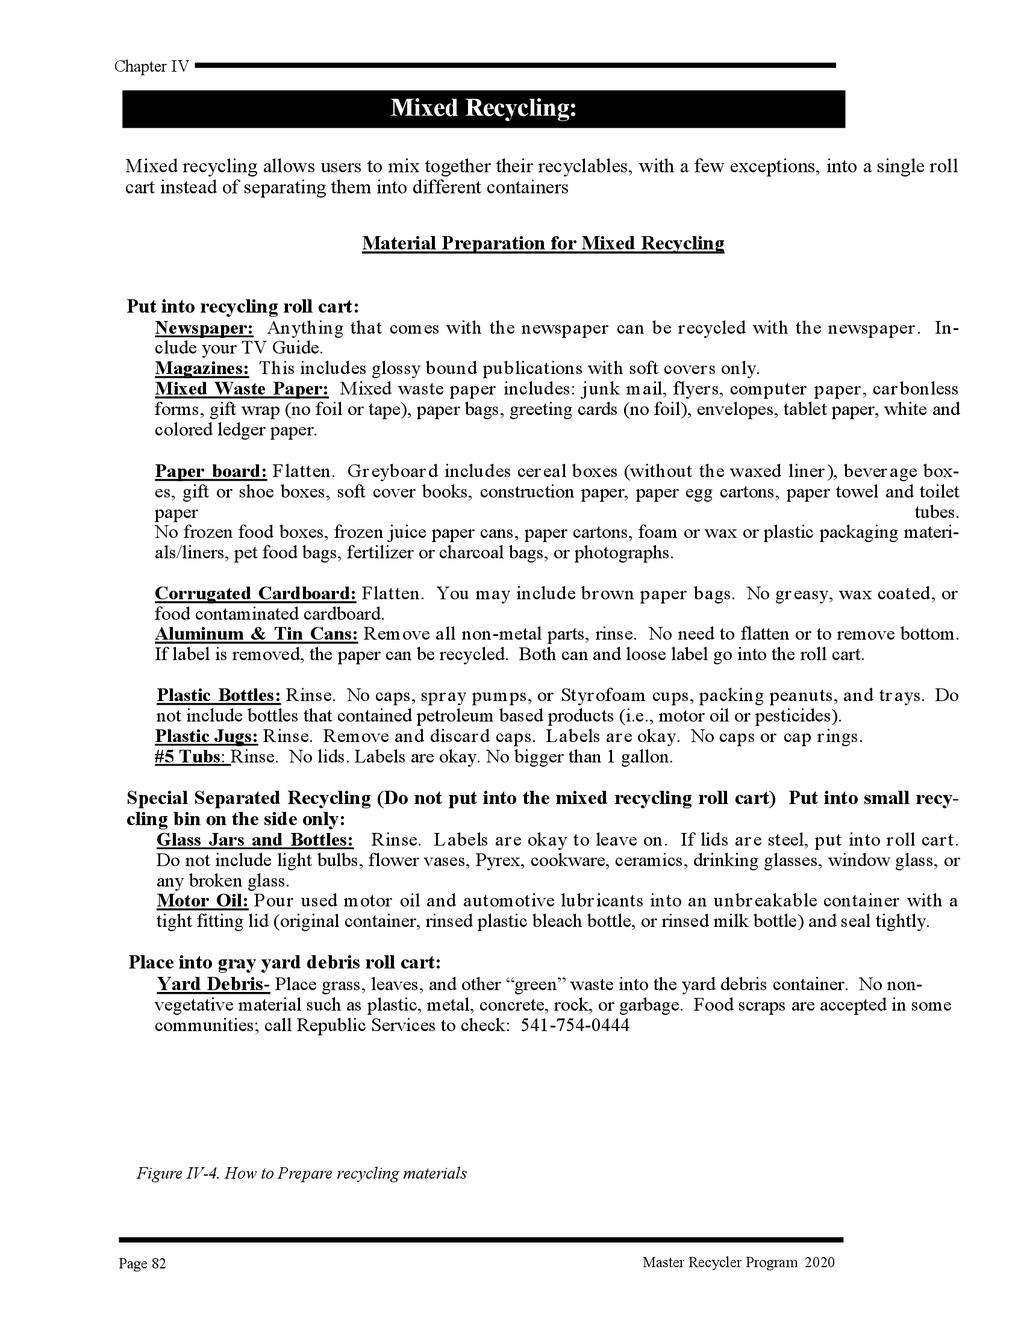 Chapter IV
Mixed Recycling:
Mixed recycling allows users to mix together their recyclables, with a few exceptions, into a single roll
cart instead of separating them into different containers
Material Preparation for Mixed Recycling
Put into recycling roll cart:
Newspaper: Anything that comes with the newspaper can be recycled with the newspaper. In-
clude your TV Guide.
Magazines: This includes glossy bound publications with soft covers only.
Mixed Waste Paper: Mixed waste paper includes: junk mail, flyers, computer paper, carbonless
forms, gift wrap (no foil or tape), paper bags, greeting cards (no foil), envelopes, tablet paper, white and
colored ledger paper.
Paper board: Flatten. Greyboard includes cereal boxes (without the waxed liner), beverage box-
es, gift or shoe boxes, soft cover books, construction paper, paper egg cartons, paper towel and toilet
paper tubes.
No frozen food boxes, frozen juice paper cans, paper cartons, foam or wax or plastic packaging materi-
als/liners, pet food bags, fertilizer or charcoal bags, or photographs.
Corrugated Cardboard: Flatten. You may include brown paper bags. No greasy, wax coated, or
food contaminated cardboard.
Aluminum & Tin Cans: Remove all non-metal parts, rinse. No need to flatten or to remove bottom.
If label is removed, the paper can be recycled. Both can and loose label go into the roll cart.
Plastic Bottles: Rinse. No caps, spray pumps, or Styrofoam cups, packing peanuts, and trays. Do
not include bottles that contained petroleum based products (i.e., motor oil or pesticides).
Plastic Jugs: Rinse. Remove and discard caps. Labels are okay. No caps or cap rings.
#5 Tubs: Rinse. No lids. Labels are okay. No bigger than 1 gallon.
Special Separated Recycling (Do not put into the mixed recycling roll cart) Put into small recy-
cling bin on the side only:
Glass Jars and Bottles: Rinse. Labels are okay to leave on. If lids are steel, put into roll cart.
Do not include light bulbs, flower vases, Pyrex, cookware, ceramics, drinking glasses, window glass, or
any broken glass.
Motor Oil: Pour used motor oil and automotive lubricants into an unbreakable container with a
tight fitting lid (original container, rinsed plastic bleach bottle, or rinsed milk bottle) and seal tightly.
Place into gray yard debris roll cart:
Yard Debris- Place grass, leaves, and other “green” waste into the yard debris container. No non-
vegetative material such as plastic, metal, concrete, rock, or garbage. Food scraps are accepted in some
communities; call Republic Services to check: 541-754-0444
Figure IV-4. How to Prepare recycling materials
Page 82
Master Recycler Program 2020